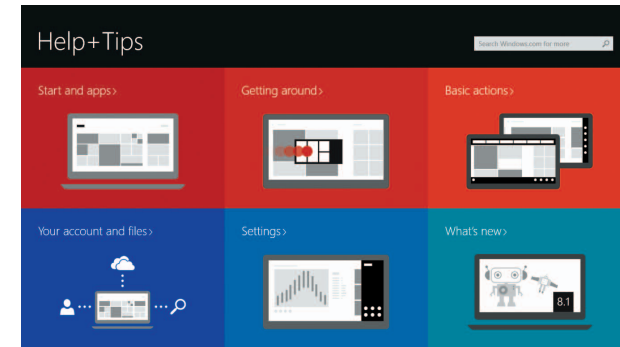 Help+Tips
Search Windows.com for more
Start and apps>
Getting around>
Basic actions>
Your account and files>
Settings>
What's new>
8.1